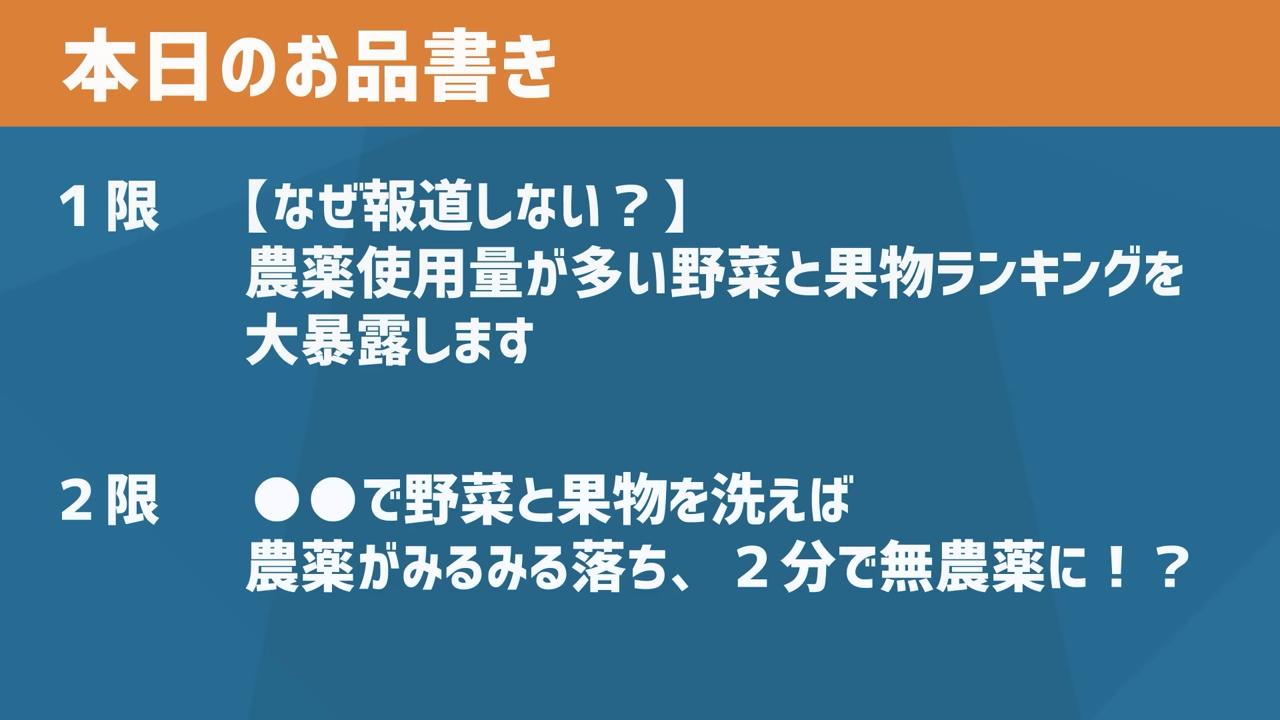 本日のお品書き
１限 【なぜ報道しない？】
農薬使用量が多い野菜と果物ランキングを
大暴露します
２限 ●●で野菜と果物を洗えば
農薬がみるみる落ち、２分で無農薬に！？